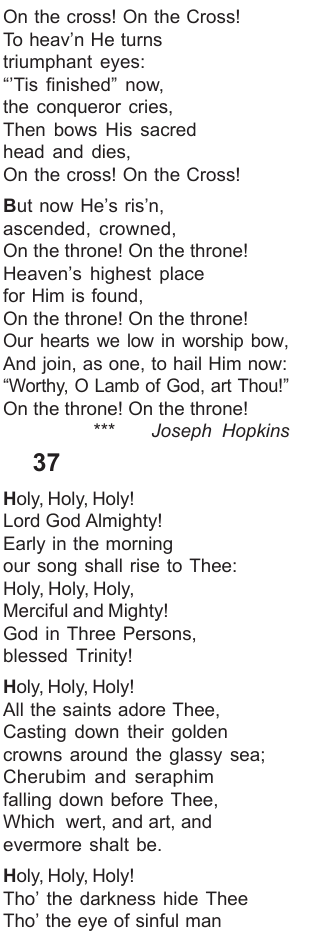 On the cross! On the Cross!
To heav’n He turns
triumphant eyes:
“’Tis finished” now,
the conqueror cries,
Then bows His sacred
head and dies,
On the cross! On the Cross!
But now He’s ris’n,
ascended, crowned,
On the throne! On the throne!
Heaven’s highest place
for Him is found,
On the throne! On the throne!
Our hearts we low in worship bow,
And join, as one, to hail Him now:
“Worthy, O Lamb of God, art Thou!”
On the throne! On the throne!
*** Joseph Hopkins
37
Holy, Holy, Holy!
Lord God Almighty!
Early in the morning
our song shall rise to Thee:
Holy, Holy, Holy,
Merciful and Mighty!
God in Three Persons,
blessed Trinity!
Holy, Holy, Holy!
All the saints adore Thee,
Casting down their golden
crowns around the glassy sea;
Cherubim and seraphim
falling down before Thee,
Which wert, and art, and
evermore shalt be.
Holy, Holy, Holy!
Tho’ the darkness hide Thee
Tho’ the eye of sinful man